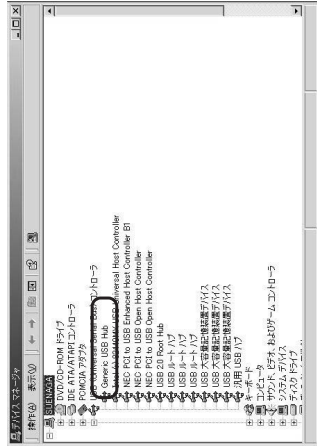 デバイス マネージャ
操作(A) 表示(V)
SUENAGA
DVD/CD-ROM ドライブ
IDE ATA/ATAPI コントローラ
PCMCIA アダプタ
Universal Serial Bus コントローラ
Generic USB Hub
Universal Host Controller
NEC PCI to USB Enhanced Host Controller B1
NEC PCI to USB Open Host Controller
NEC PCI to USB Open Host Controller
USB 2.0 Root Hub
USB ルート ハブ
USB ルート ハブ
USB ルート ハブ
USB 大容量記憶装置デバイス
USB 大容量記憶装置デバイス
USB 大容量記憶装置デバイス
汎用 USB ハブ
キーボード
コンピュータ
サウンド、ビデオ、およびゲーム コントローラ
システム デバイス
ディスク ドライブ